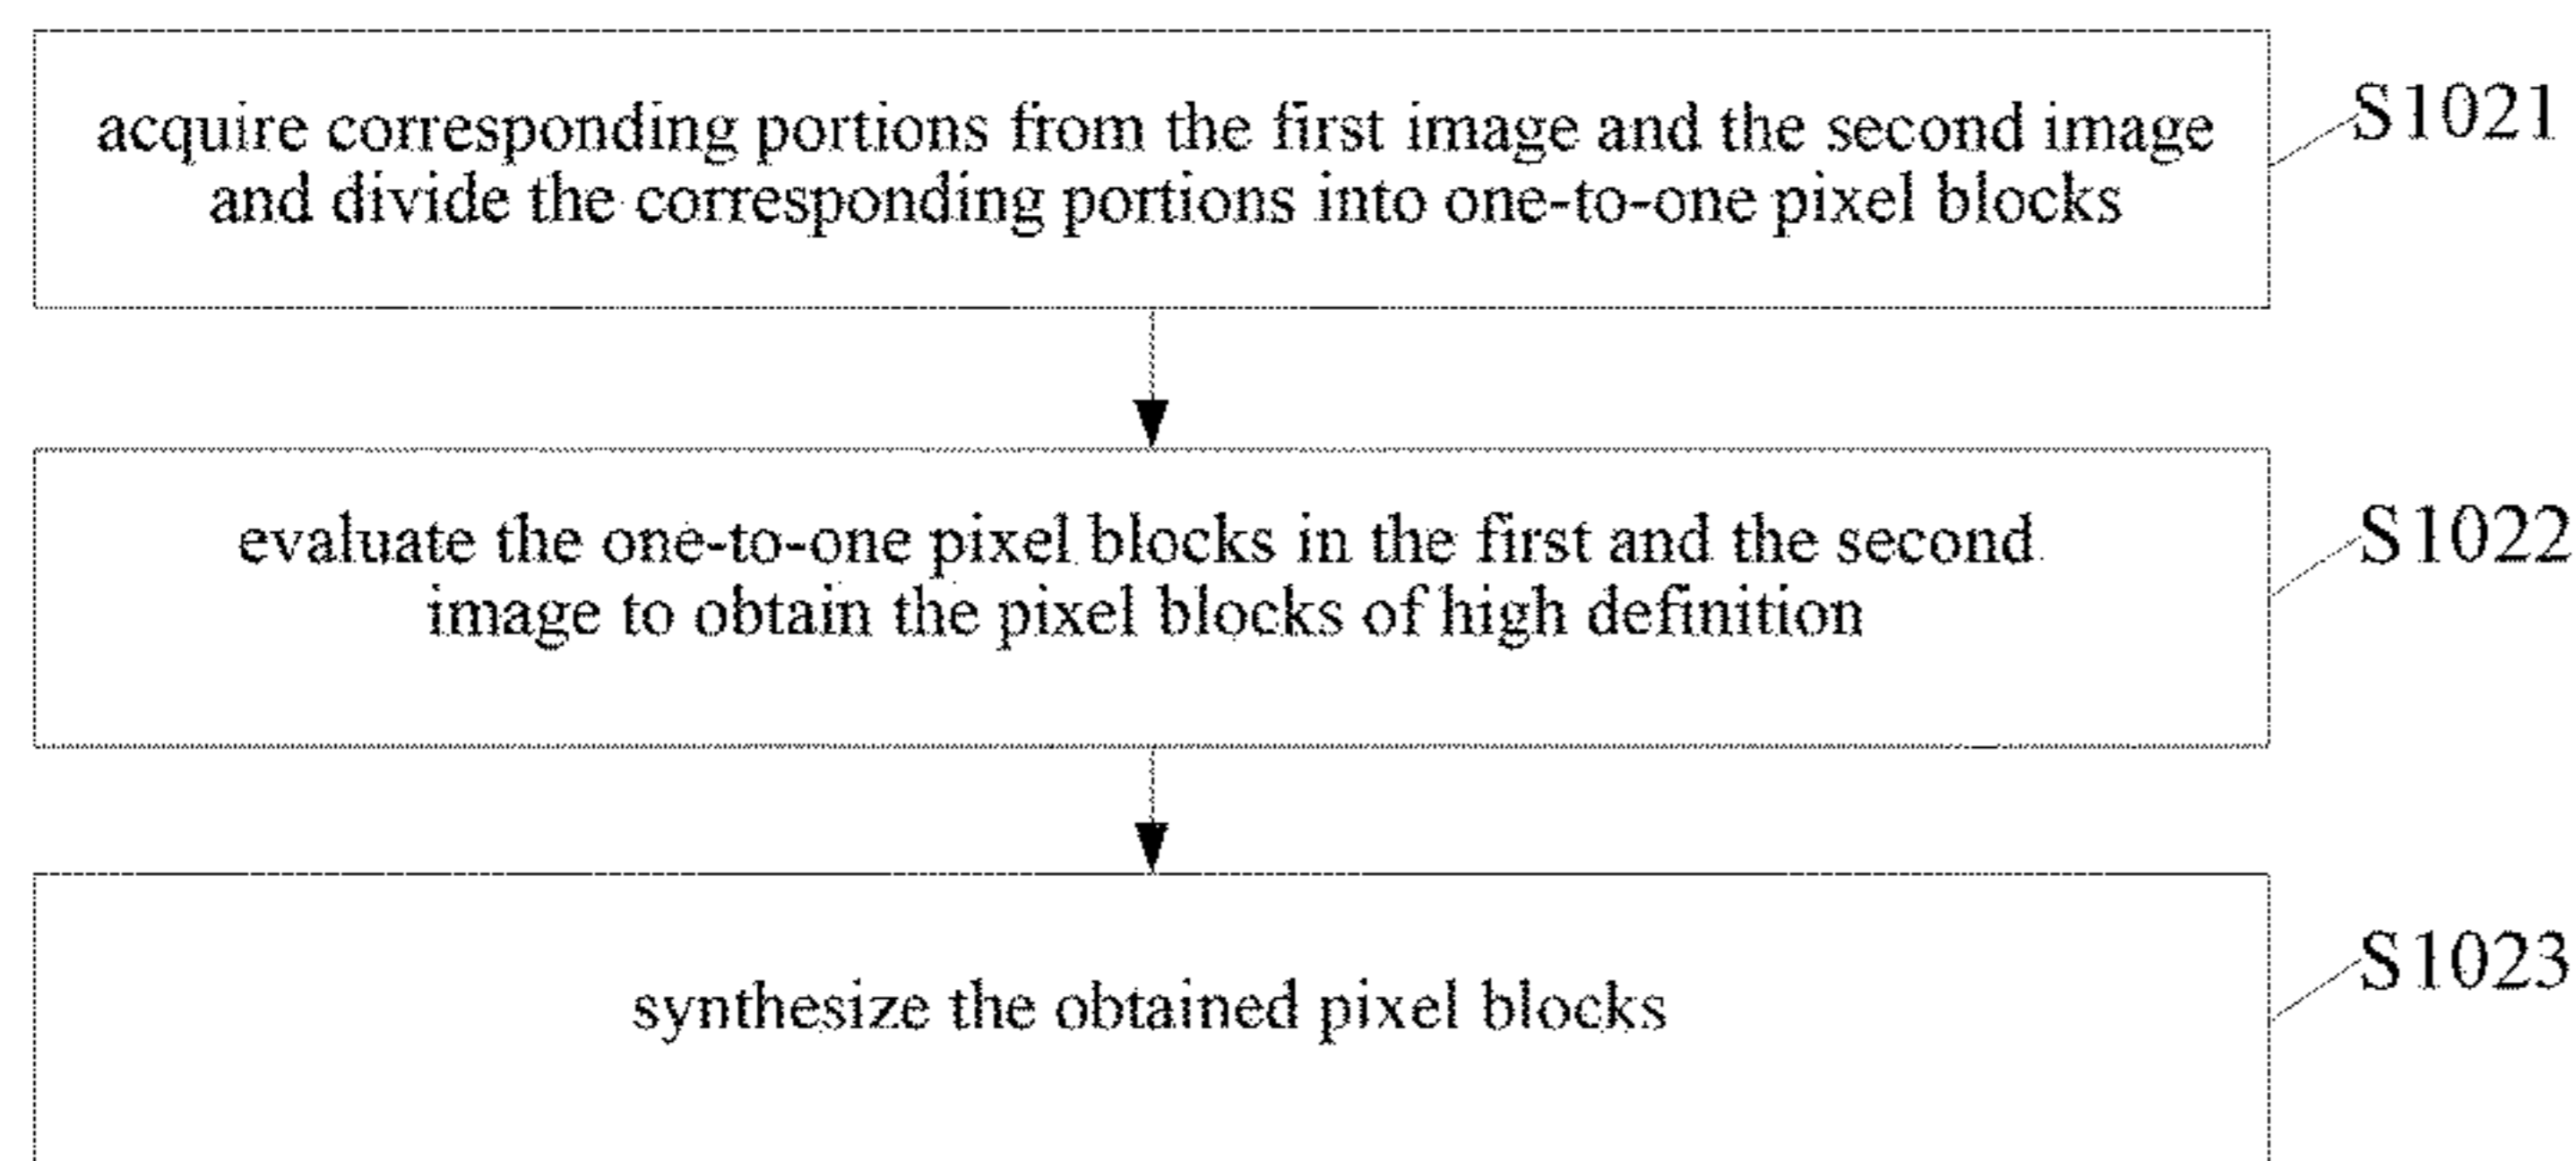 acquire corresponding portions from the first image and the second image
and divide the corresponding portions into one-to-one pixel blocks
S1021
evaluate the one-to-one pixel blocks in the first and the second
image to obtain the pixel blocks of high definition
S1022
synthesize the obtained pixel blocks
S1023